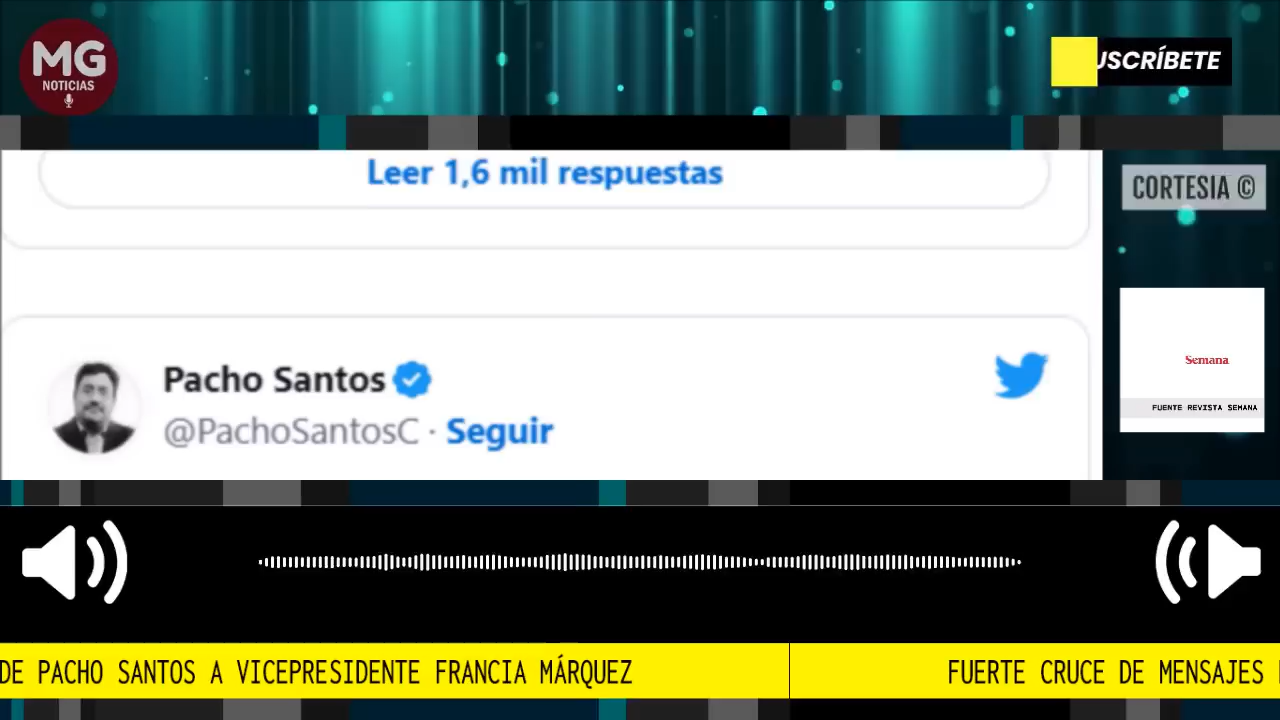 MG
NOTICIAS
USCRÍBETE
Leer 1,6 mil respuestas
CORTESIA ©
Pacho Santos
@PachoSantosC · Seguir
Semana
FUENTE REVISTA SEMANA
DE PACHO SANTOS A VICEPRESIDENTE FRANCIA MÁRQUEZ
FUERTE CRUCE DE MENSAJES